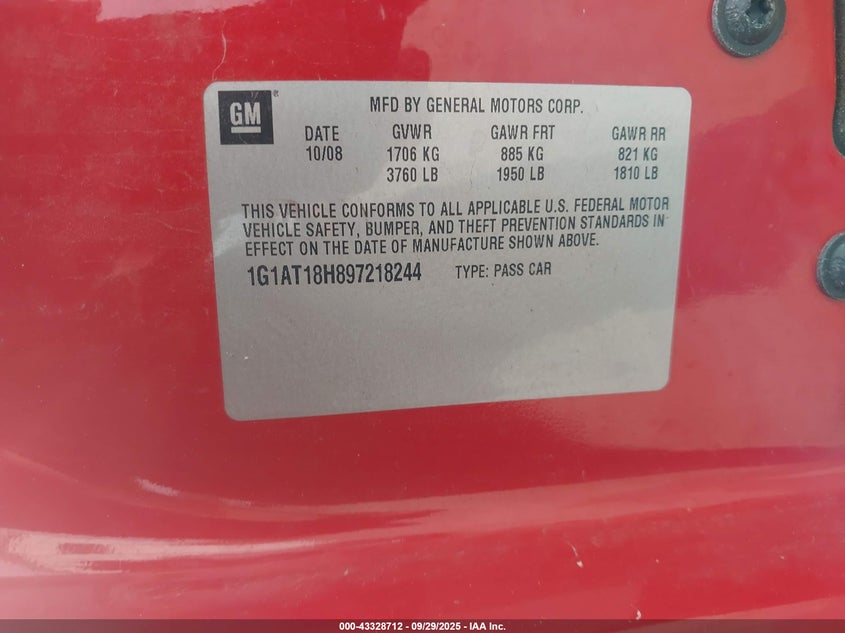 GM
MFD BY GENERAL MOTORS CORP.
DATE GVWR GAWR FRT GAWR RR
10/08 1706 KG 885 KG 821 KG
3760 LB 1950 LB 1810 LB
THIS VEHICLE CONFORMS TO ALL APPLICABLE U.S. FEDERAL MOTOR
VEHICLE SAFETY, BUMPER, AND THEFT PREVENTION STANDARDS IN
EFFECT ON THE DATE OF MANUFACTURE SHOWN ABOVE.
1G1AT18H897218244 TYPE: PASS CAR
000-43328712 - 09/29/2025 - IAA Inc.